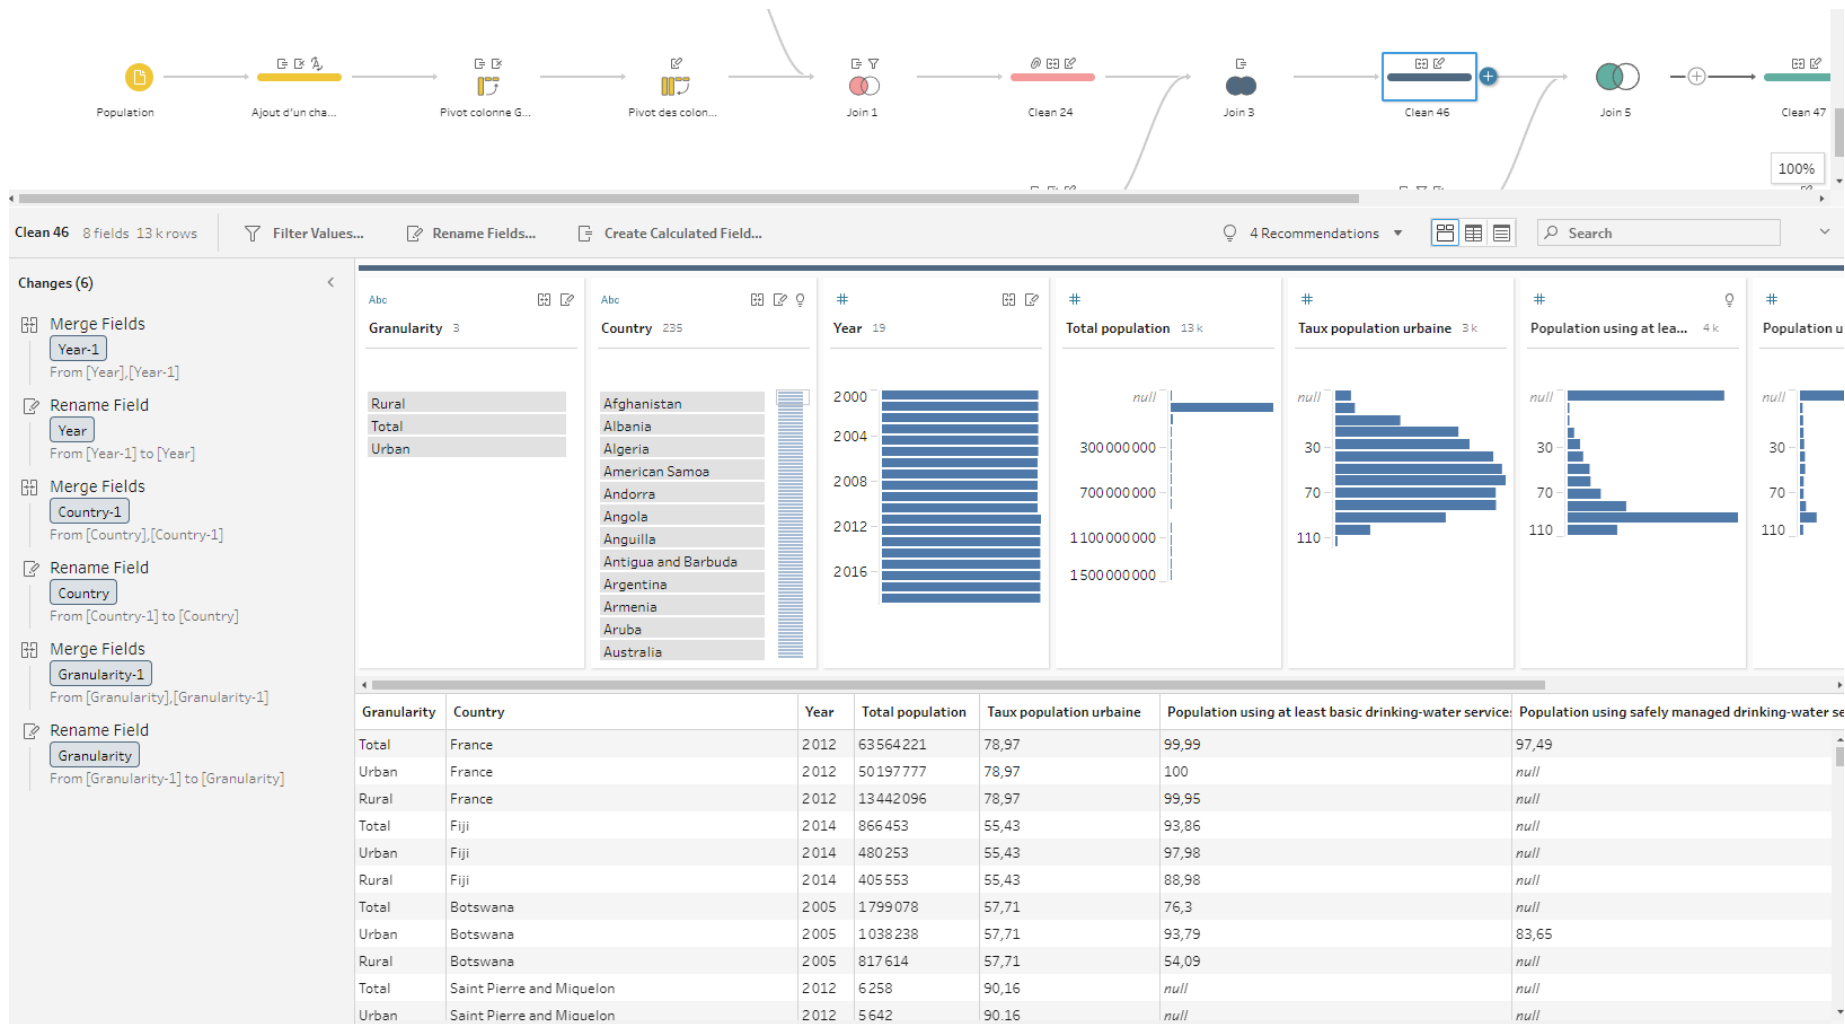 Population
Ajout d'un cha...
Pivot colonne G...
Pivot des colon...
Join 1
Clean 24
Join 3
Clean 46
Join 5
Clean 47
100%
Clean 46 8 fields 13 k rows
Filter Values...
Rename Fields...
Create Calculated Field...
4 Recommendations
Search
Changes (6)
Merge Fields
Year-1
From [Year],[Year-1]
Rename Field
Year
From [Year-1] to [Year]
Merge Fields
Country-1
From [Country],[Country-1]
Rename Field
Country
From [Country-1] to [Country]
Merge Fields
Granularity-1
From [Granularity],[Granularity-1]
Rename Field
Granularity
From [Granularity-1] to [Granularity]
Abc
Granularity 3
Rural
Total
Urban
Abc
Country 235
Afghanistan
Albania
Algeria
American Samoa
Andorra
Angola
Anguilla
Antigua and Barbuda
Argentina
Armenia
Aruba
Australia
#
Year 19
2000
2004
2008
2012
2016
#
Total population 13 k
null
300 000 000
700 000 000
1 100 000 000
1 500 000 000
#
Taux population urbaine 3 k
null
30
70
110
#
Population using at lea... 4 k
null
30
70
110
#
Population u
null
30
70
110
Granularity Country Year Total population Taux population urbaine Population using at least basic drinking-water service Population using safely managed drinking-water se
Total France 2012 63 564 221 78,97 99,99 97,49
Urban France 2012 50 197 777 78,97 100 null
Rural France 2012 13 442 096 78,97 99,95 null
Total Fiji 2014 866 453 55,43 93,86 null
Urban Fiji 2014 480 253 55,43 97,98 null
Rural Fiji 2014 405 553 55,43 88,98 null
Total Botswana 2005 1 799 078 57,71 76,3 null
Urban Botswana 2005 1 038 238 57,71 93,79 83,65
Rural Botswana 2005 817 614 57,71 54,09 null
Total Saint Pierre and Miquelon 2012 6 258 90,16 null null
Urban Saint Pierre and Miquelon 2012 5 642 90,16 null null